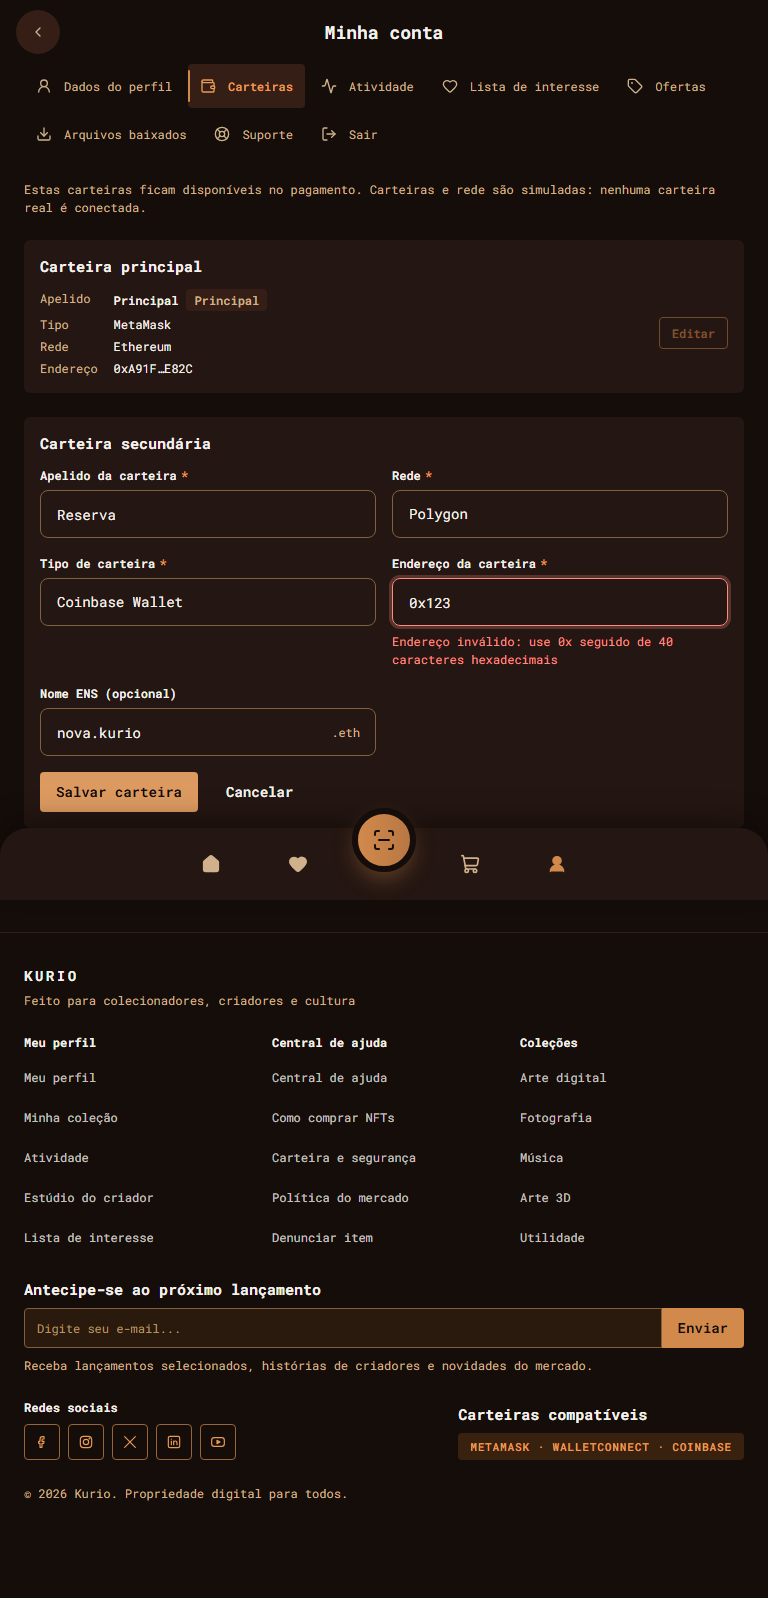 Minha conta
Dados do perfil
Carteiras
Atividade
Lista de interesse
Ofertas
Arquivos baixados
Suporte
Sair
Estas carteiras ficam disponíveis no pagamento. Carteiras e rede são simuladas: nenhuma carteira
real é conectada.
Carteira principal
Apelido Principal Principal
Tipo MetaMask
Rede Ethereum
Endereço 0xA91F…E82C
Editar
Carteira secundária
Apelido da carteira *
Reserva
Rede *
Polygon
Tipo de carteira *
Coinbase Wallet
Endereço da carteira *
0x123
Endereço inválido: use 0x seguido de 40
caracteres hexadecimais
Nome ENS (opcional)
nova.kurio .eth
Salvar carteira
Cancelar
KURIO
Feito para colecionadores, criadores e cultura
Meu perfil
Meu perfil
Minha coleção
Atividade
Estúdio do criador
Lista de interesse
Central de ajuda
Central de ajuda
Como comprar NFTs
Carteira e segurança
Política do mercado
Denunciar item
Coleções
Arte digital
Fotografia
Música
Arte 3D
Utilidade
Antecipe-se ao próximo lançamento
Digite seu e-mail...
Enviar
Receba lançamentos selecionados, histórias de criadores e novidades do mercado.
Redes sociais
Carteiras compatíveis
METAMASK · WALLETCONNECT · COINBASE
© 2026 Kurio. Propriedade digital para todos.